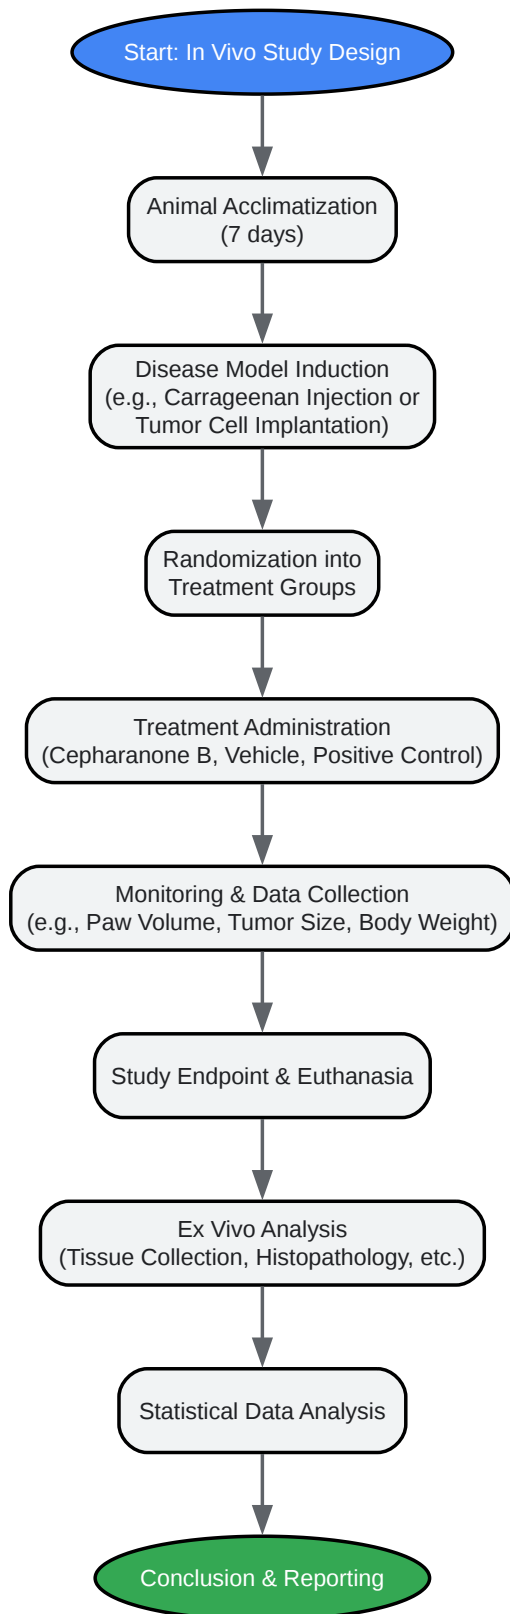 Start: In Vivo Study Design
Animal Acclimatization
(7 days)
Disease Model Induction
(e.g., Carrageenan Injection or
Tumor Cell Implantation)
Randomization into
Treatment Groups
Treatment Administration
(Cepharanone B, Vehicle, Positive Control)
Monitoring & Data Collection
(e.g., Paw Volume, Tumor Size, Body Weight)
Study Endpoint & Euthanasia
Ex Vivo Analysis
(Tissue Collection, Histopathology, etc.)
Statistical Data Analysis
Conclusion & Reporting